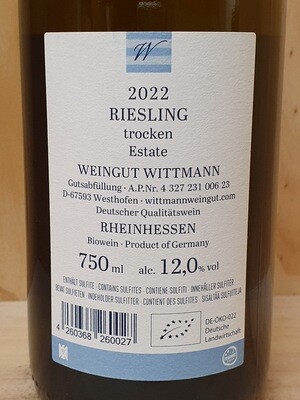 W
2022
RIESLING
trocken
Estate
WEINGUT WITTMANN
Gutsabfüllung · A.P.Nr. 4 327 231 006 23
D-67593 Westhofen · wittmannweingut.com
Deutscher Qualitätswein
RHEINHESSEN
Biowein · Product of Germany
750 ml alc. 12,0% vol
ENTHÄLT SULFITE · CONTAINS SULFITES · CONTIENE SOLFITI · INNEHÅLLER SULFITER
BEVAT SULFIETEN · INDEHOLDER SULFITTER · CONTIENT DES SULFITES · SISÄLTÄÄ SULFIITTEJA
4 260368 260027
DE-ÖKO-022
Deutsche
Landwirtschaft